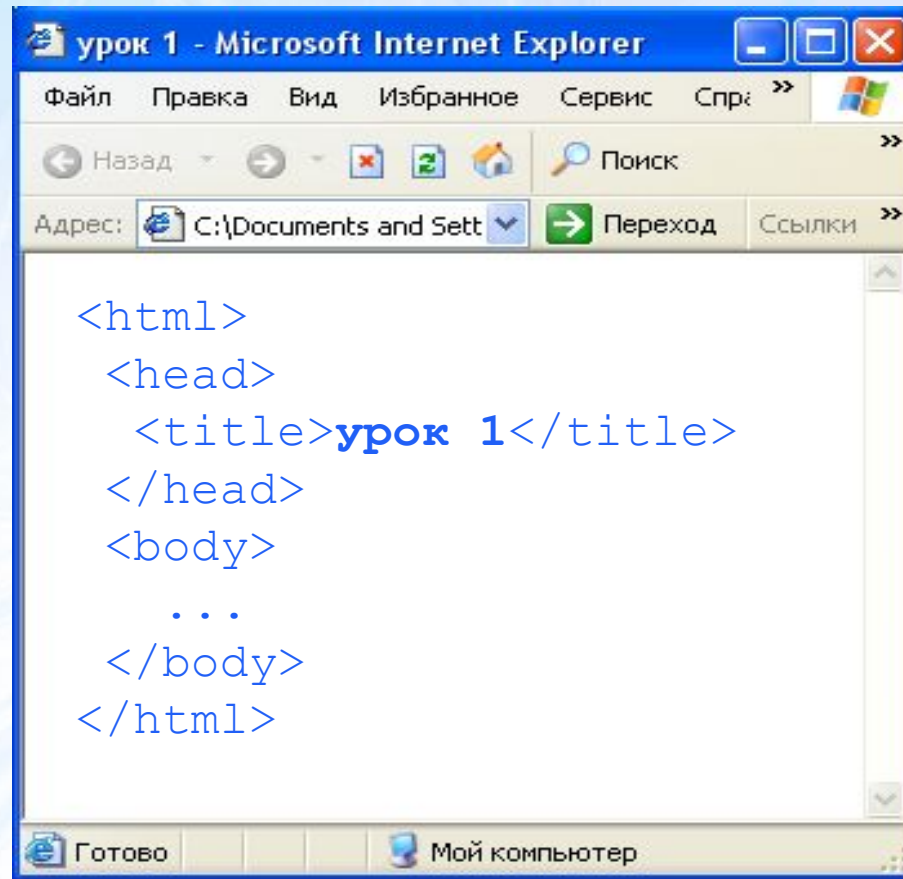 урок 1 - Microsoft Internet Explorer
Файл Правка Вид Избранное Сервис Спра »
Назад Поиск »
Адрес: C:\Documents and Sett Переход Ссылки »
<html>
<head>
<title>урок 1</title>
</head>
<body>
...
</body>
</html>
Готово Мой компьютер